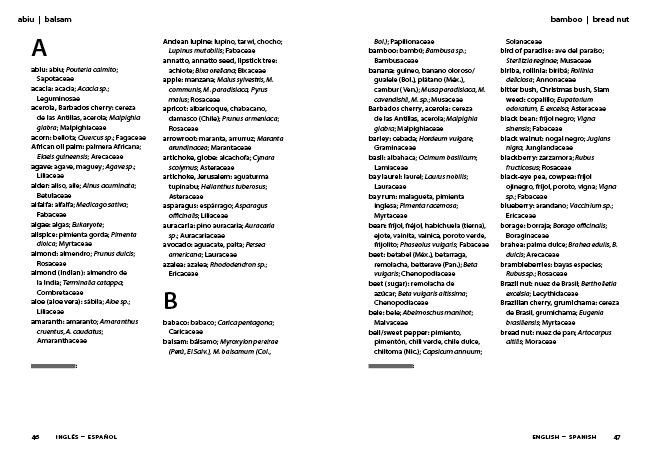 abiu | balsam
A
abiu: abiu; Pouteria caimito;
Sapotaceae
acacia: acacia; Acacia sp.;
Leguminosae
acerola, Barbados cherry: cereza
de las Antillas, acerola; Malpighia
glabra; Malpighiaceae
acorn: bellota; Quercus sp.; Fagaceae
African oil palm: palmera Africana;
Elaeis guineensis; Arecaceae
agave: agave, maguey; Agave sp.;
Liliaceae
alder: aliso, aile; Alnus acuminata;
Betulaceae
alfalfa: alfalfa; Medicago sativa;
Fabaceae
algae: algas; Eukaryote;
allspice: pimienta gorda; Pimenta
dioica; Myrtaceae
almond: almendro; Prunus dulcis;
Rosaceae
almond (Indian): almendro de
la India; Terminalia catappa;
Combretaceae
aloe (aloe vera): sábila; Aloe sp.;
Liliaceae
amaranth: amaranto; Amaranthus
cruentus, A. caudatus;
Amaranthaceae
Andean lupine: lupino, tarwi, chocho;
Lupinus mutabilis; Fabaceae
annatto, annatto seed, lipstick tree:
achiote; Bixa orellana; Bixaceae
apple: manzana; Malus sylvestris, M.
communis, M. paradisiaca, Pyrus
malus; Rosaceae
apricot: albaricoque, chabacano,
damasco (Chile); Prunus armeniaca;
Rosaceae
arrowroot: maranta, arrurruz; Maranta
arundinacea; Marantaceae
artichoke, globe: alcachofa; Cynara
scolymus; Asteraceae
artichoke, Jerusalem: aguaturma
tupinabu; Helianthus tuberosus;
Asteraceae
asparagus: espárrago; Asparagus
officinalis; Liliaceae
auracaria: pino auracaria; Auracaria
sp.; Auracariaceae
avocado: aguacate, palta; Persea
americana; Lauraceae
azalea: azalea; Rhododendron sp.;
Ericaceae
B
babaco: babaco; Carica pentagona;
Caricaceae
balsam: bálsamo; Myroxylon pereirae
(Perú, El Salv.), M. balsamum (Col.,
46 INGLÉS — ESPAÑOL
bamboo | bread nut
Bol.); Papilionaceae
bamboo: bambú; Bambusa sp.;
Bambusaceae
banana: guineo, banano oloroso/
gualele (Bol.), plátano (Méx.),
cambur (Ven.); Musa paradisiaca, M.
cavendishii, M. sp.; Musaceae
Barbados cherry, acerola: cereza
de las Antillas, acerola; Malpighia
glabra; Malpighiaceae
barley: cebada; Hordeum vulgare;
Graminaceae
basil: albahaca; Ocimum basilicum;
Lamiaceae
bay laurel: laurel; Laurus nobilis;
Lauraceae
bay rum: malagueta, pimienta
inglesa; Pimenta racemosa;
Myrtaceae
bean: frijol, fréjol, habichuela (tierna),
ejote, vainita, vainica, poroto verde,
frijolito; Phaseolus vulgaris; Fabaceae
beet: betabel (Méx.), betarraga,
remolacha, betterave (Pan.); Beta
vulgaris; Chenopodiaceae
beet (sugar): remolacha de
azúcar; Beta vulgaris altissima;
Chenopodiaceae
bele: bele; Abelmoschus manihot;
Malvaceae
bell/sweet pepper: pimiento,
pimentón, chili verde, chile dulce,
chiltoma (Nic.); Capsicum annuum;
Solanaceae
bird of paradise: ave del paraíso;
Sterlitzia reginae; Musaceae
biriba, rollinia: biribá; Rollinia
deliciosa; Annonaceae
bitter bush, Christmas bush, Siam
weed: copalillo; Eupatorium
odoratum, E. excelsa; Asteraceae
black bean: frijol negro; Vigna
sinensis; Fabaceae
black walnut: nogal negro; Juglans
nigra; Junglandaceae
blackberry: zarzamora; Rubus
fructicosus; Rosaceae
black-eye pea, cowpea: frijol
ojinegro, frijol, poroto, vigna; Vigna
sp.; Fabaceae
blueberry: arandano; Vaccinium sp.;
Ericaceae
borage: borraja; Borago officinalis;
Boraginaceae
brahea: palma dulce; Brahea edulis, B.
dulcis; Arecaceae
brambleberries: bayas especies;
Rubus sp.; Rosaceae
Brazil nut: nuez de Brasil; Bertholletia
excelsia; Lecythidaceae
Brazilian cherry, grumichama: cereza
de Brasil, grumichama; Eugenia
brasiliensis; Myrtaceae
bread nut: nuez de pan; Artocarpus
altilis; Moraceae
ENGLISH — SPANISH 47